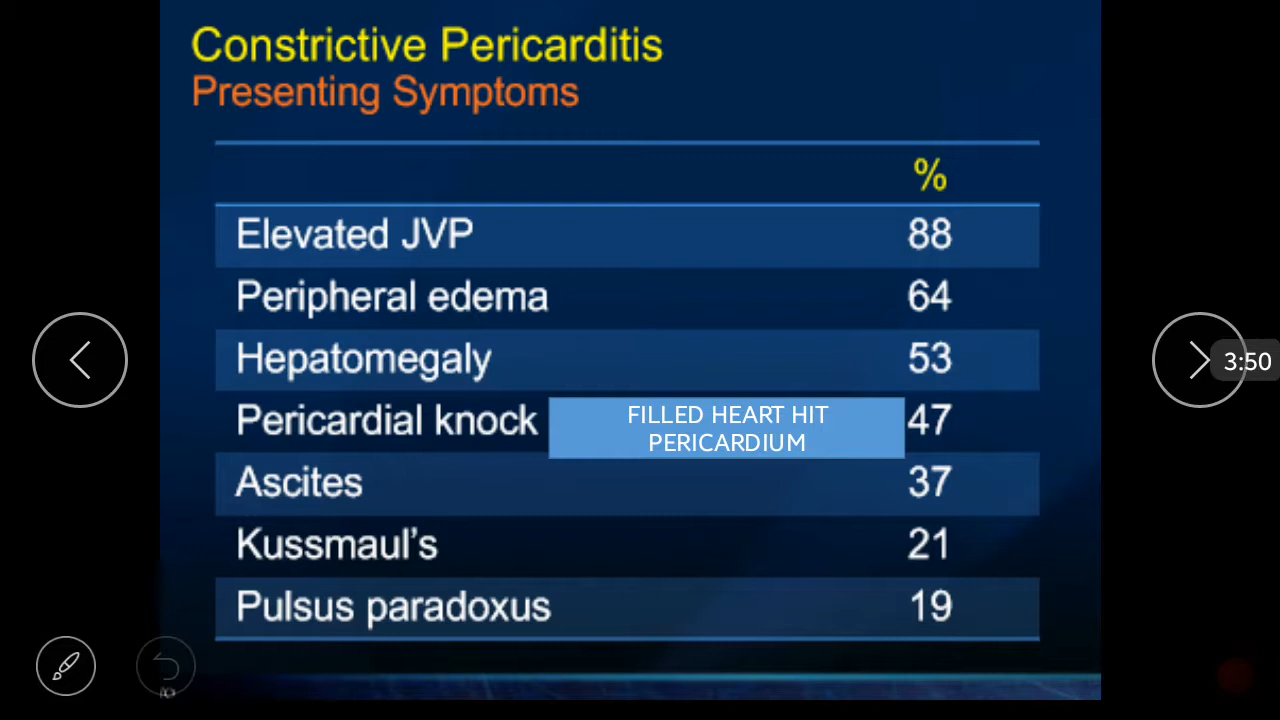 Constrictive Pericarditis
Presenting Symptoms
%
Elevated JVP 88
Peripheral edema 64
Hepatomegaly 53
3:50
Pericardial knock FILLED HEART HIT PERICARDIUM 47
Ascites 37
Kussmaul's 21
Pulsus paradoxus 19